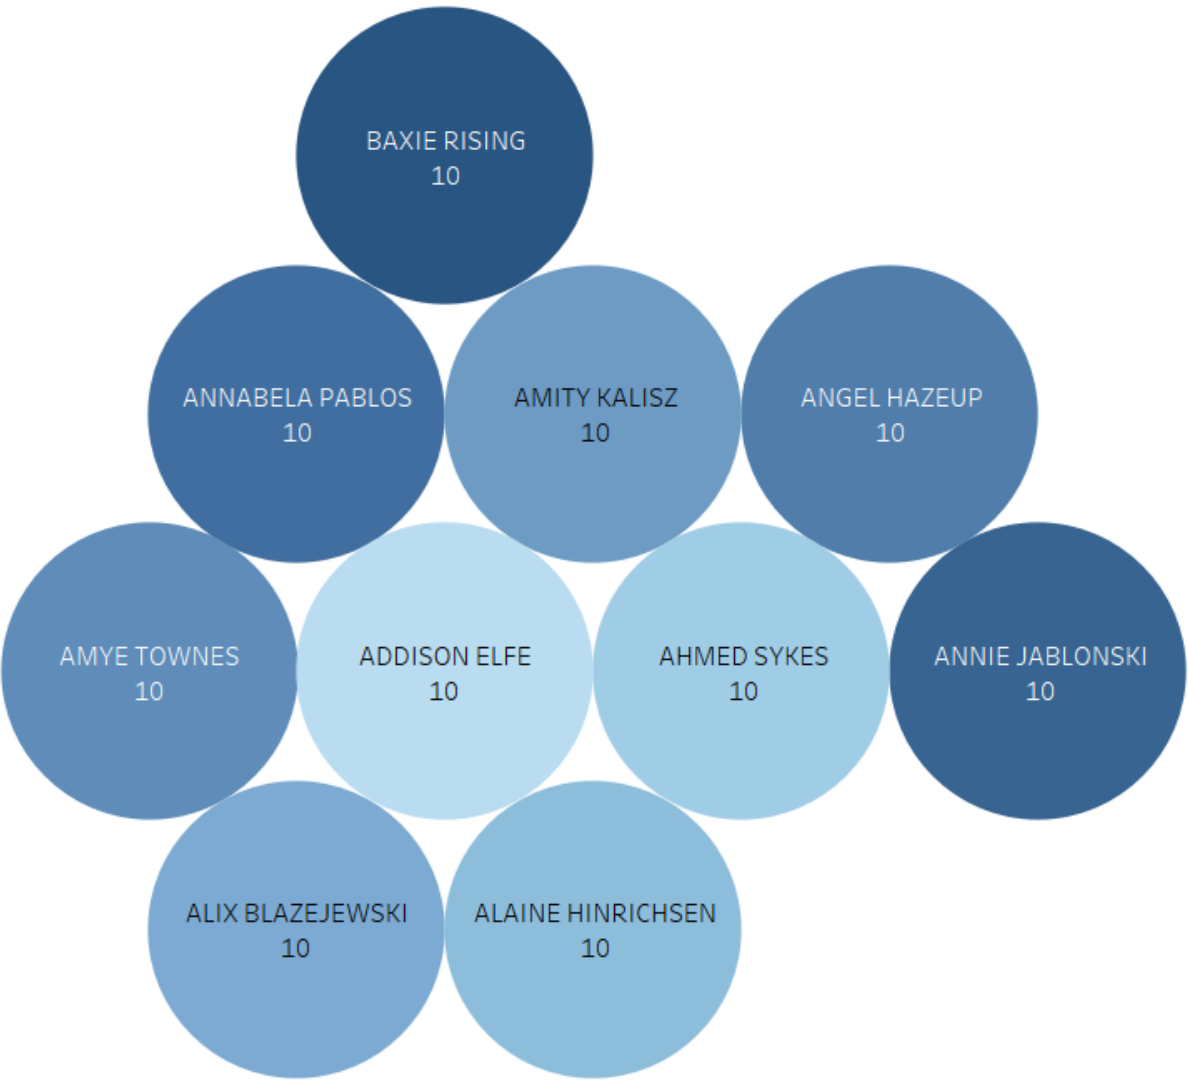 BAXIE RISING
10
ANNABELA PABLOS
10
AMITY KALISZ
10
ANGEL HAZEUP
10
AMYE TOWNES
10
ADDISON ELFE
10
AHMED SYKES
10
ANNIE JABLONSKI
10
ALIX BLAZEJEWSKI
10
ALAINE HINRICHSEN
10